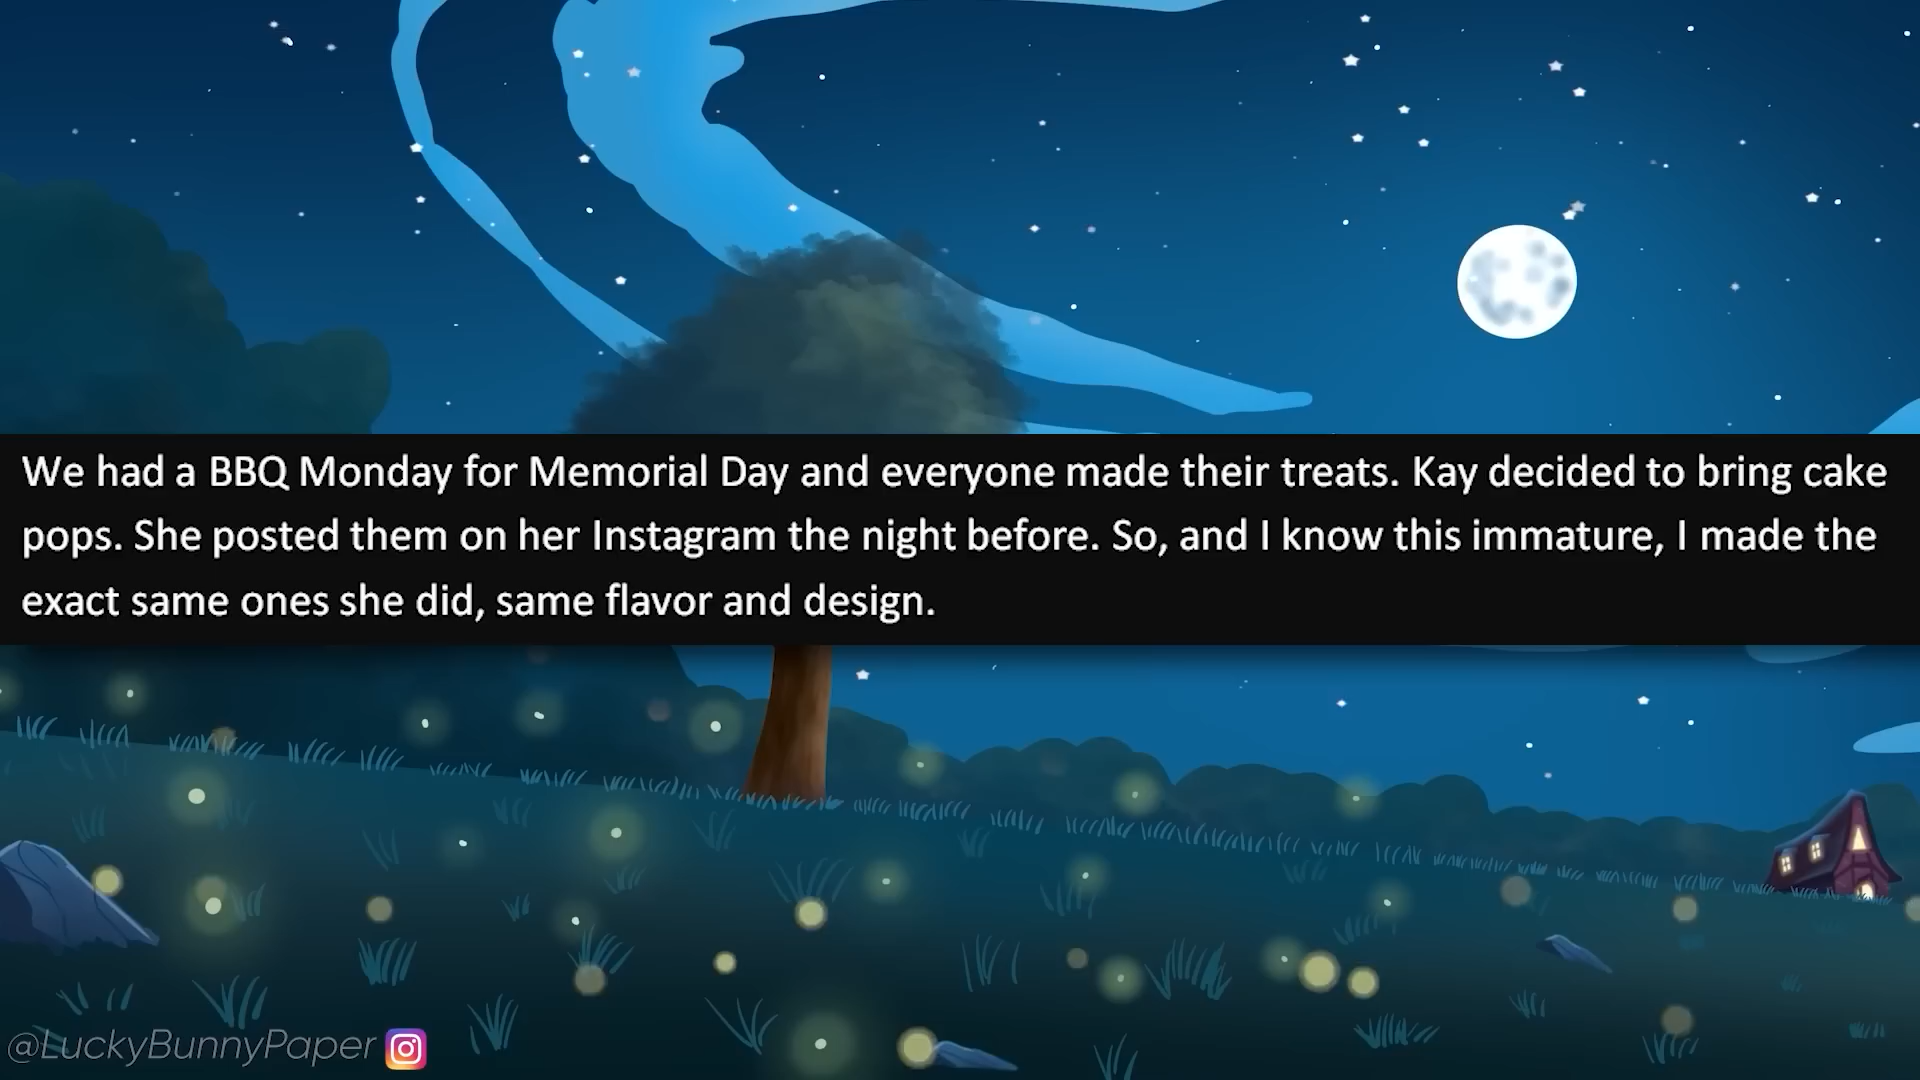 We had a BBQ Monday for Memorial Day and everyone made their treats. Kay decided to bring cake
pops. She posted them on her Instagram the night before. So, and I know this immature, I made the
exact same ones she did, same flavor and design.
@LuckyBunnyPaper